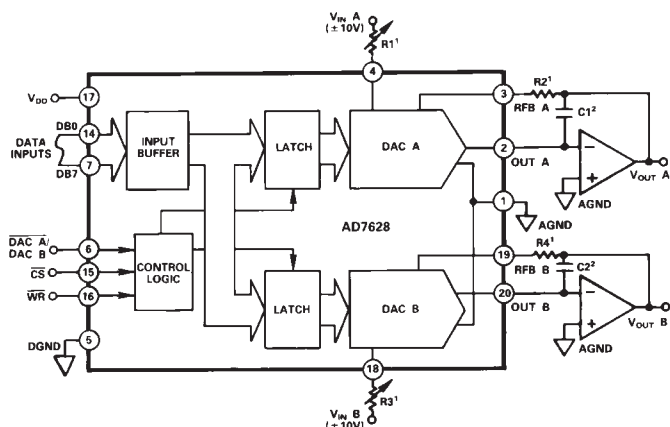 V_IN A
(±10V)
R1¹
4
3
R2¹
RFB A
C1²
V_DD
17
DB0
14
DATA
INPUTS
7
DB7
INPUT
BUFFER
LATCH
DAC A
2
OUT A
V_OUT A
AGND
1
AGND
AD7628
DAC A/
DAC B
6
CS
15
WR
16
CONTROL
LOGIC
19
R4¹
RFB B
C2²
LATCH
DAC B
20
OUT B
V_OUT B
AGND
5
DGND
18
R3¹
V_IN B
(±10V)